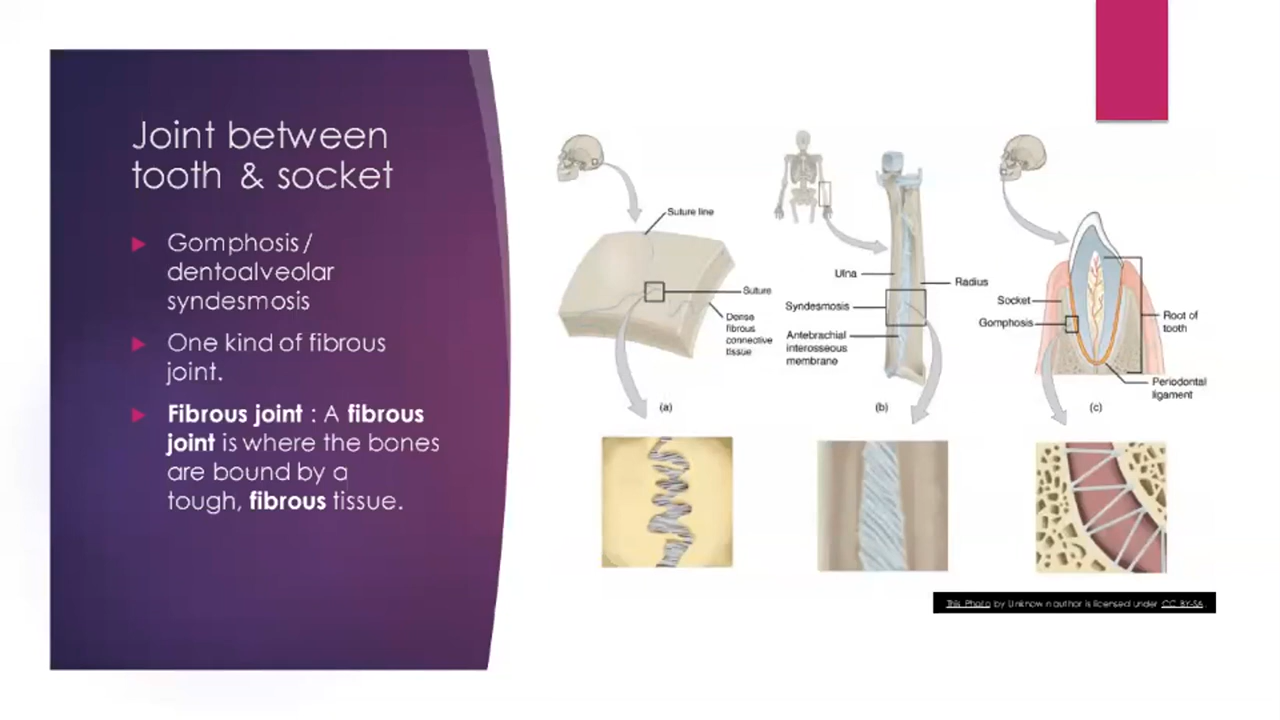 Joint between
tooth & socket
Gomphosis/
dentoalveolar
syndesmosis
One kind of fibrous
joint.
Fibrous joint : A fibrous
joint is where the bones
are bound by a
tough, fibrous tissue.
Suture line
Suture
Dense
fibrous
connective
tissue
(a)
Ulna
Radius
Syndesmosis
Antebrachial
interosseous
membrane
(b)
Socket
Gomphosis
Root of
tooth
Periodontal
ligament
(c)
This Photo by Unknown author is licensed under CC BY-SA.